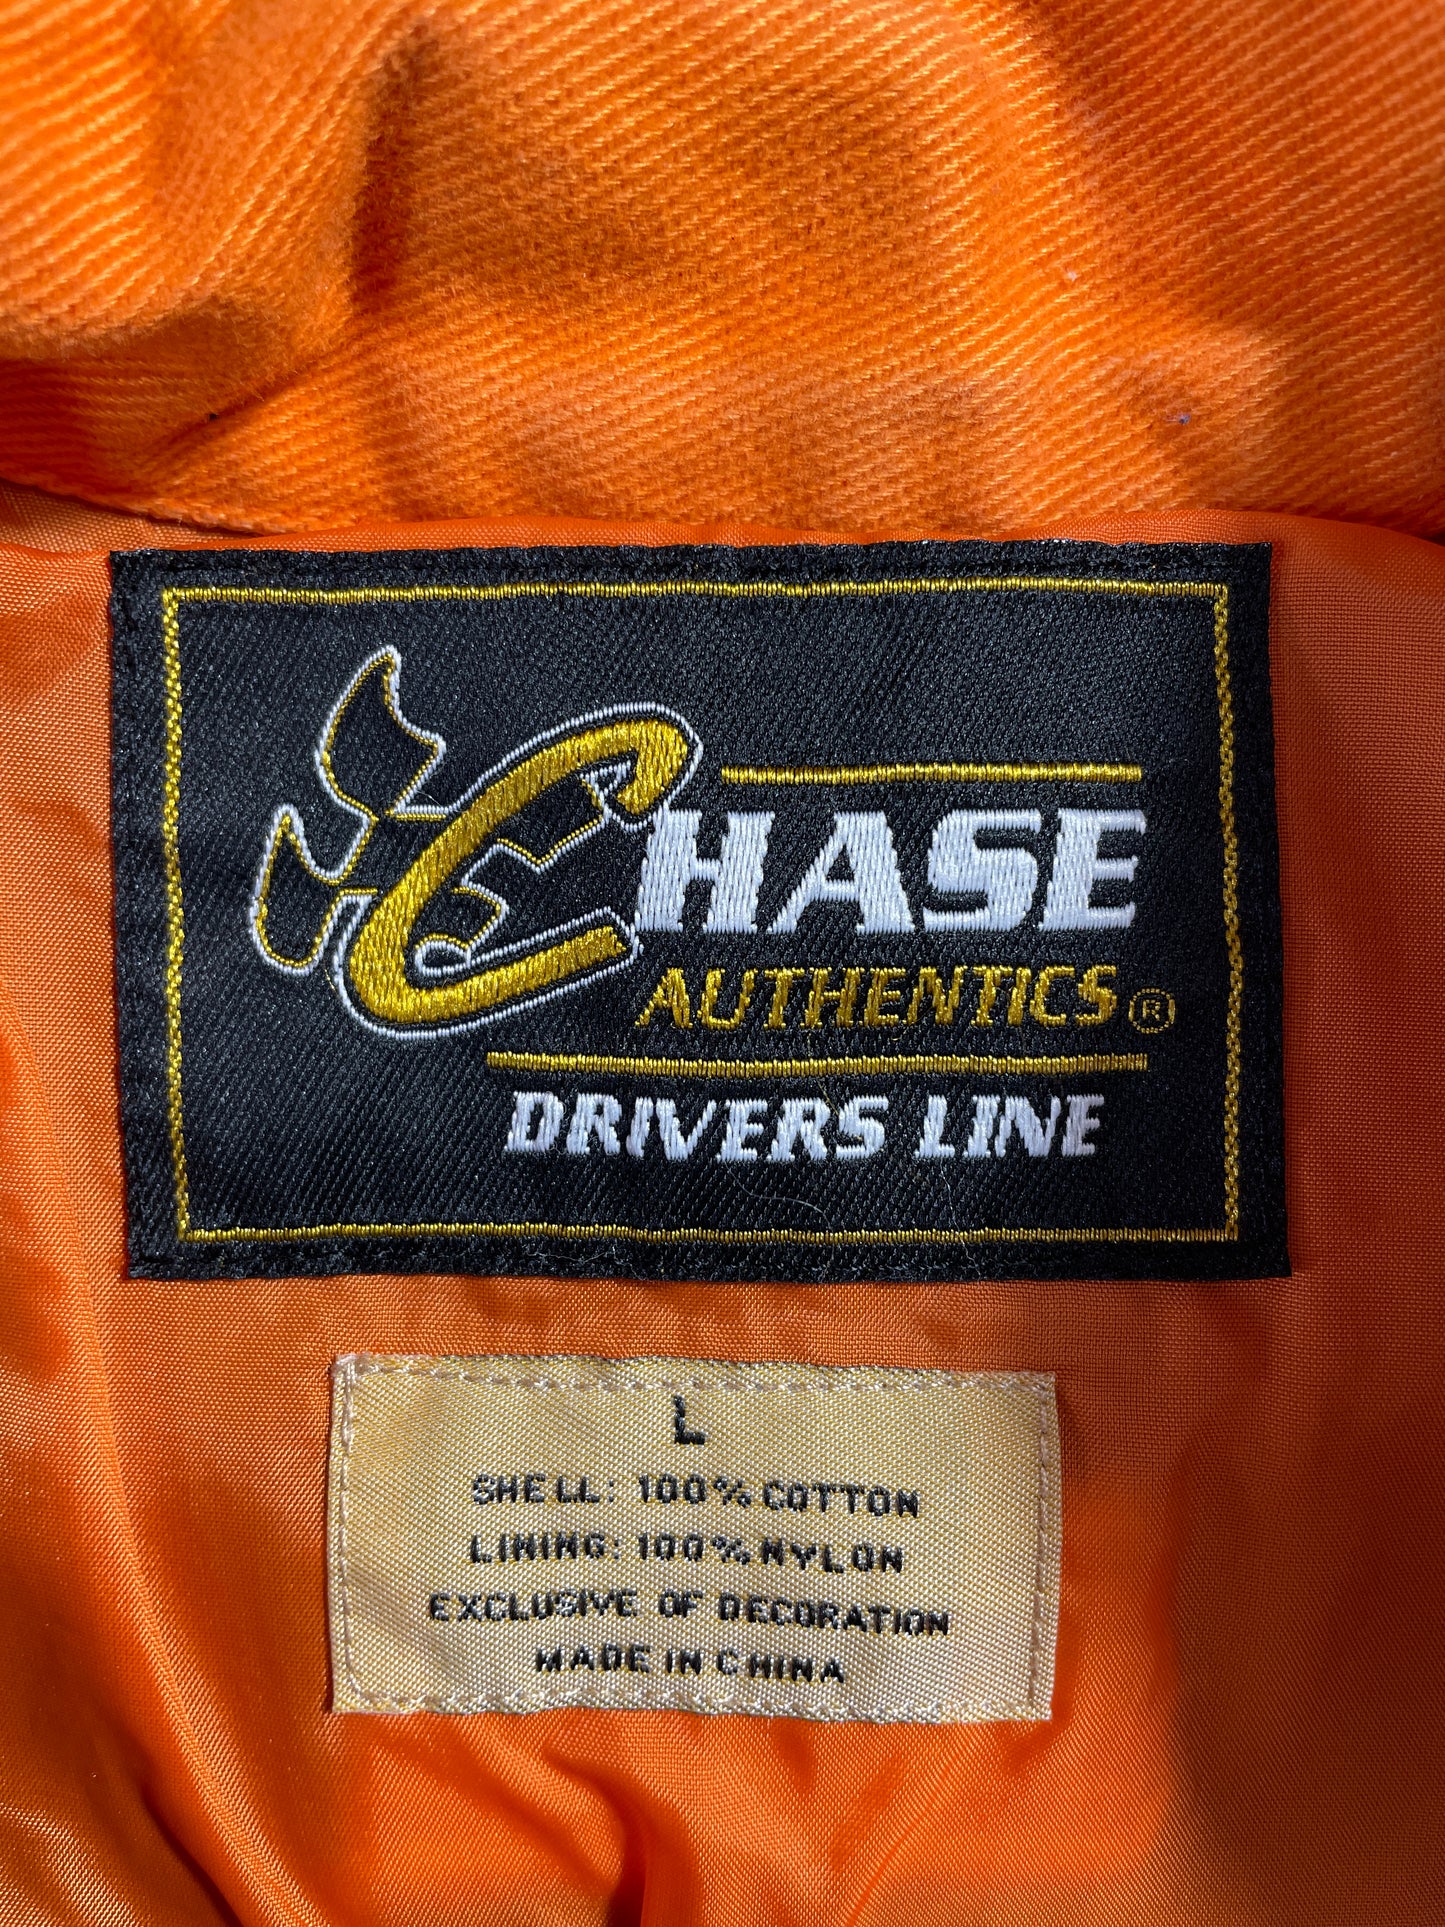 CHASE
AUTHENTICS®
DRIVERS LINE
L
SHELL: 100% COTTON
LINING: 100% NYLON
EXCLUSIVE OF DECORATION
MADE IN CHINA